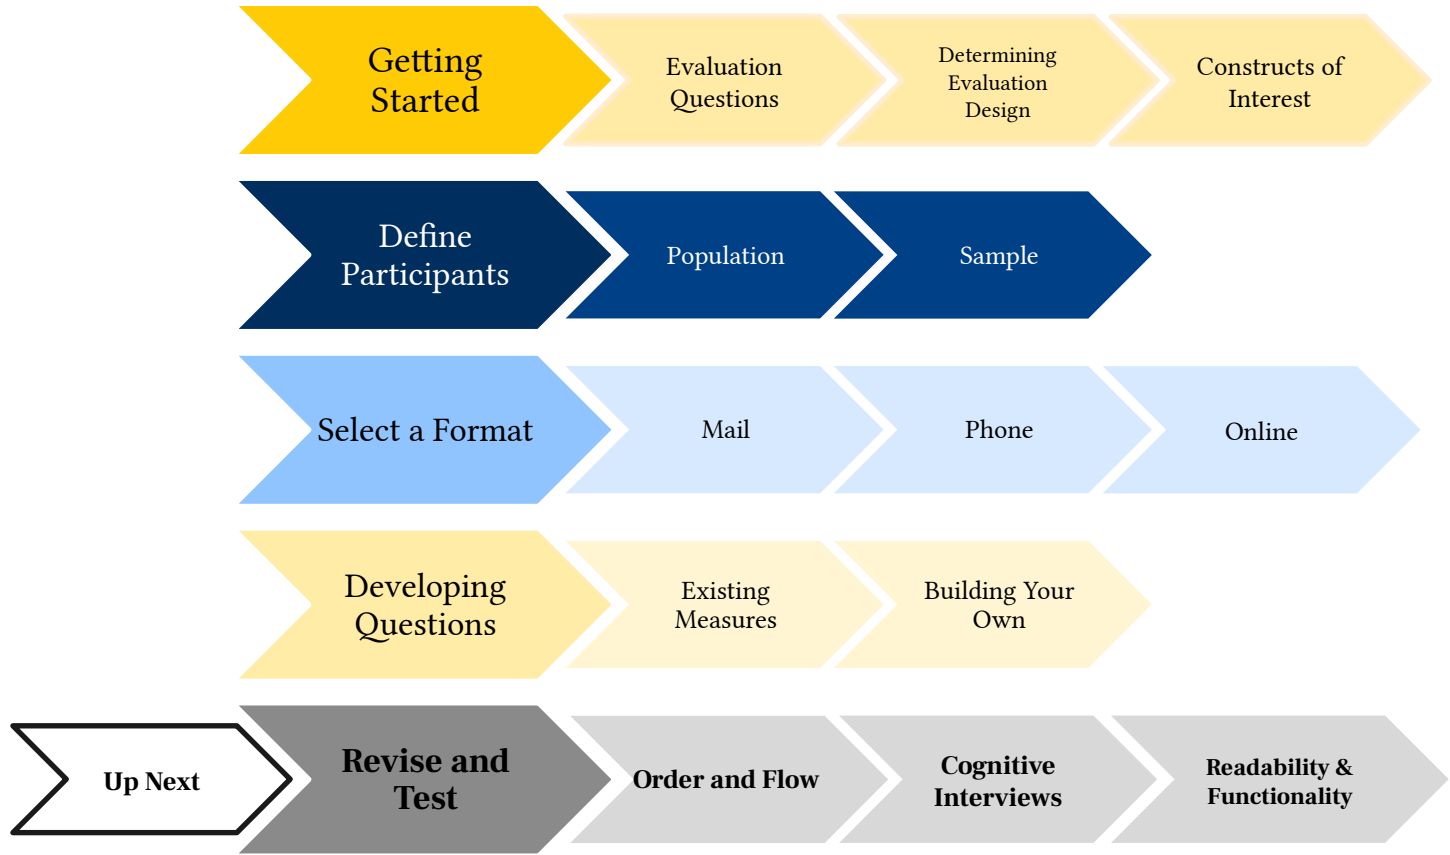 Getting
Started
Evaluation
Questions
Determining
Evaluation
Design
Constructs of
Interest
Define
Participants
Population
Sample
Select a Format
Mail
Phone
Online
Developing
Questions
Existing
Measures
Building Your
Own
Up Next
Revise and
Test
Order and Flow
Cognitive
Interviews
Readability &
Functionality